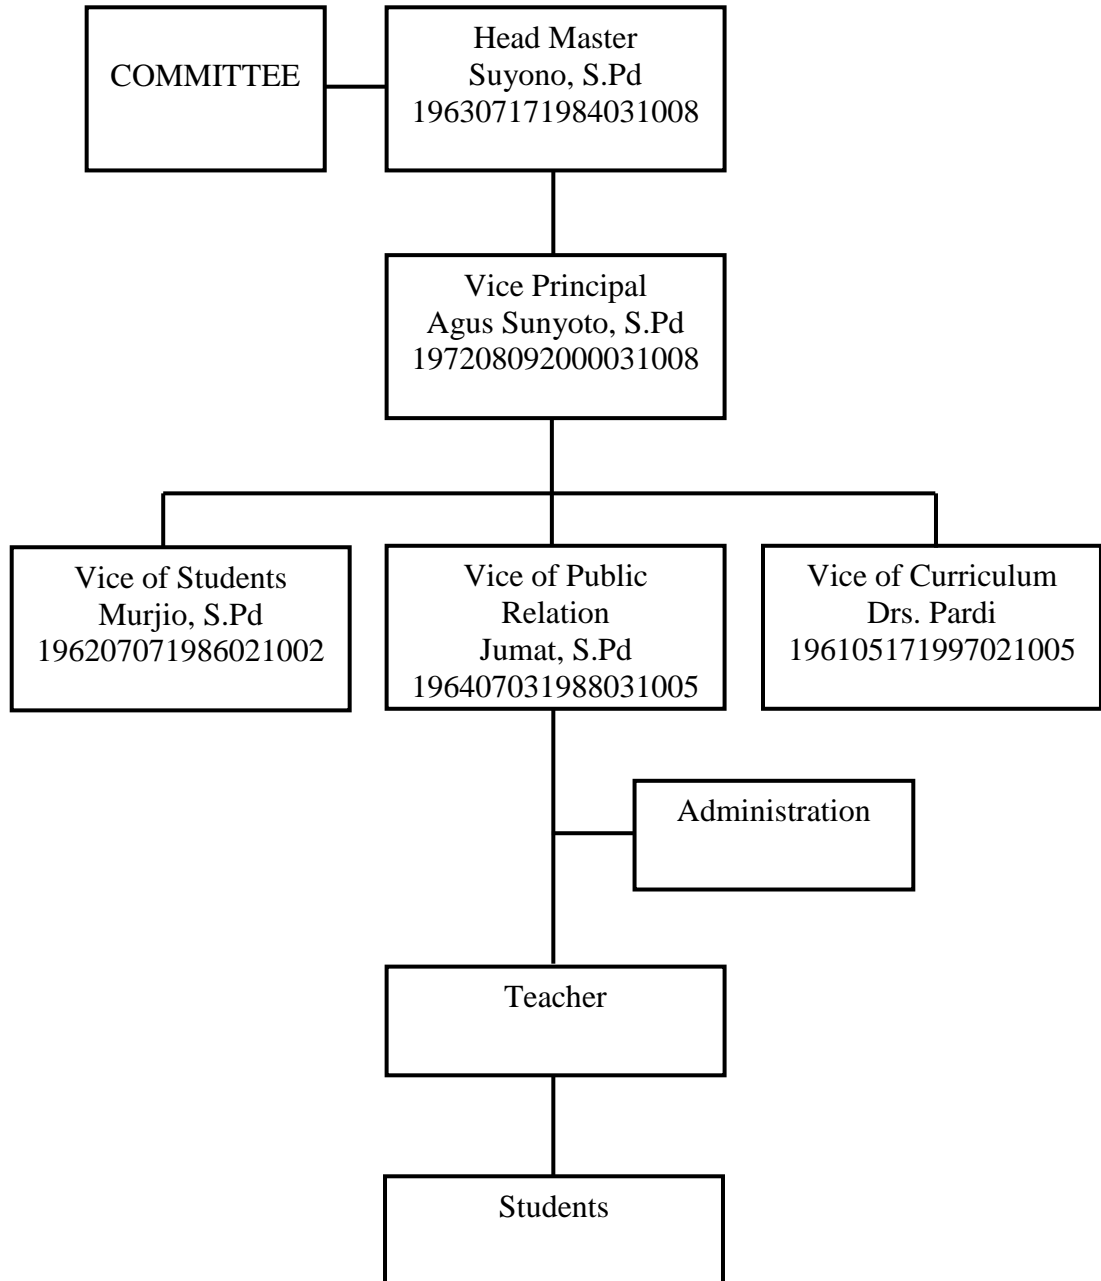 COMMITTEE
Head Master
Suyono, S.Pd
196307171984031008
Vice Principal
Agus Sunyoto, S.Pd
197208092000031008
Vice of Students
Murjio, S.Pd
196207071986021002
Vice of Public
Relation
Jumat, S.Pd
196407031988031005
Vice of Curriculum
Drs. Pardi
196105171997021005
Administration
Teacher
Students